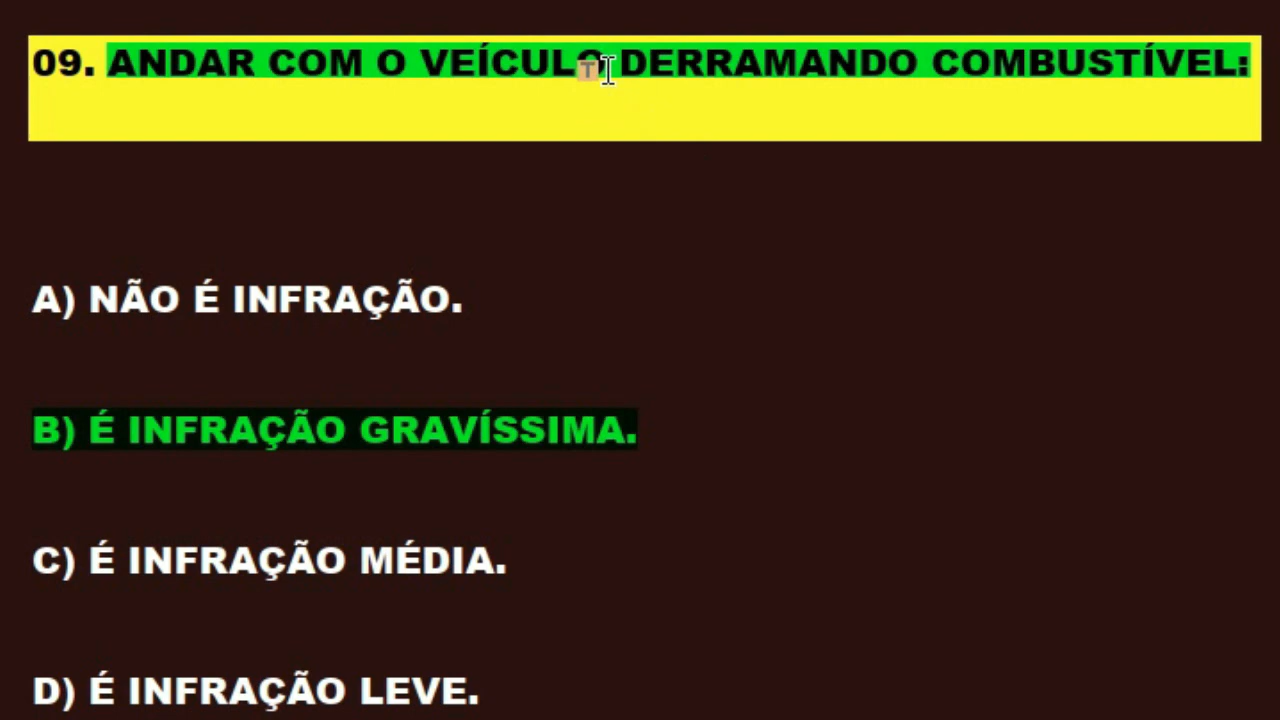 09. ANDAR COM O VEÍCULO DERRAMANDO COMBUSTÍVEL:
A) NÃO É INFRAÇÃO.
B) É INFRAÇÃO GRAVÍSSIMA.
C) É INFRAÇÃO MÉDIA.
D) É INFRAÇÃO LEVE.